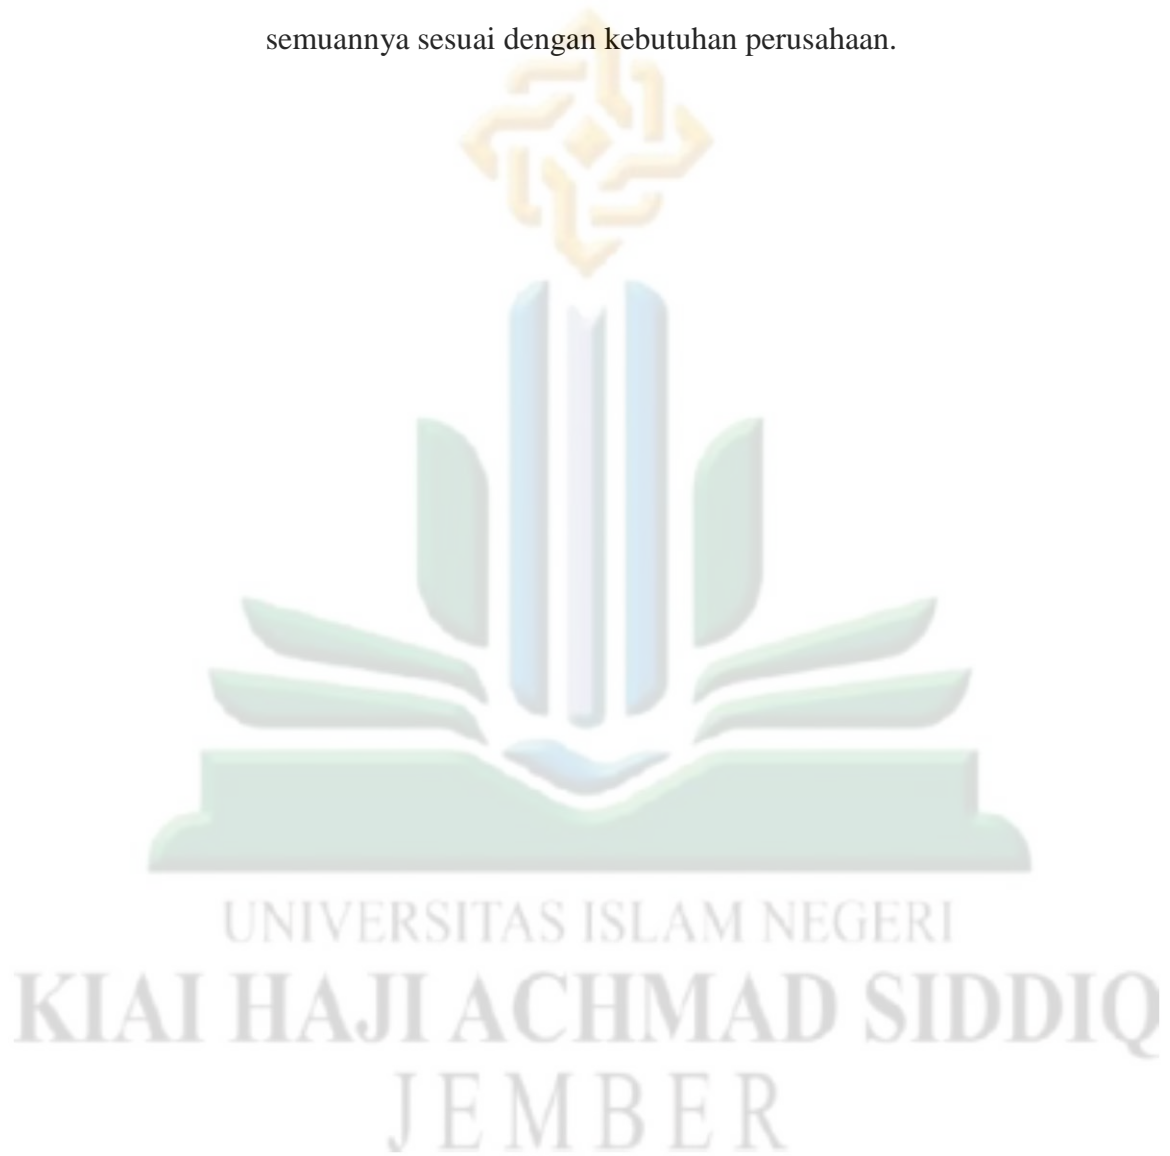 semuannya sesuai dengan kebutuhan perusahaan.
UNIVERSITAS ISLAM NEGERI
KIAI HAJI ACHMAD SIDDIQ
JEMBER